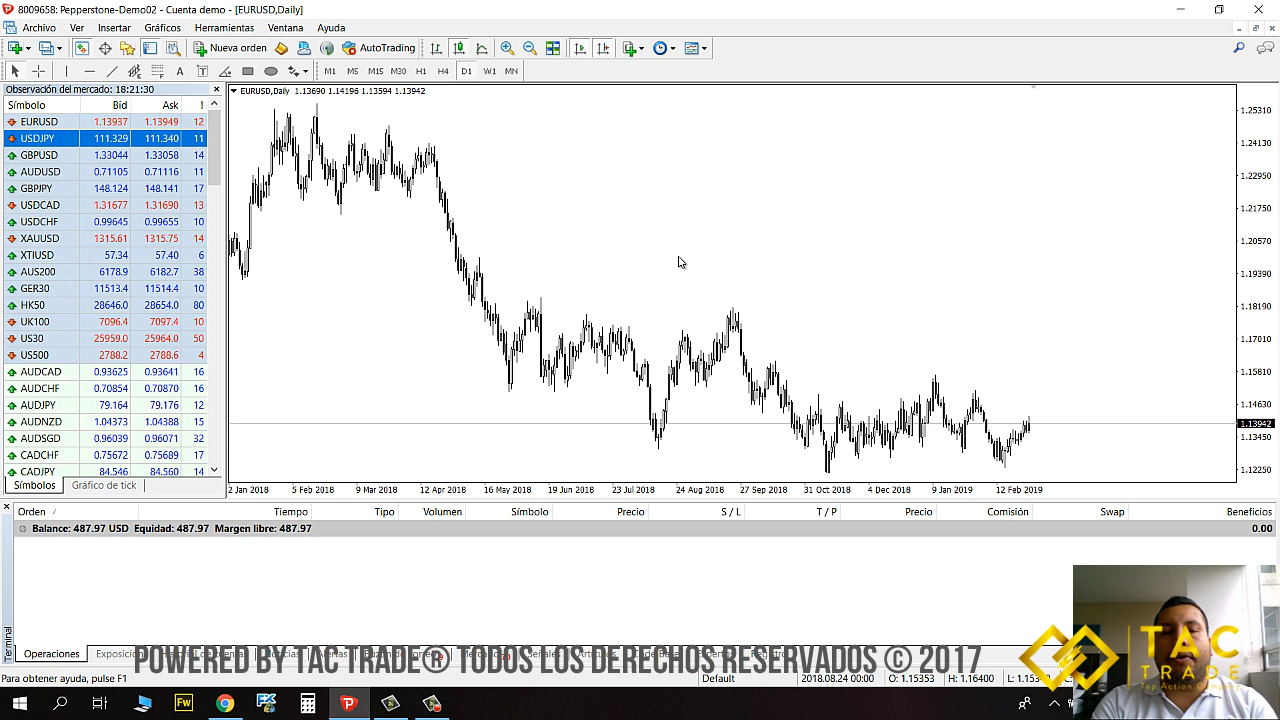 8009658: Pepperstone-Demo02 - Cuenta demo - [EURUSD,Daily]
Archivo Ver Insertar Gráficos Herramientas Ventana Ayuda
Nueva orden AutoTrading
A T M1 M5 M15 M30 H1 H4 D1 W1 MN
Observación del mercado: 18:21:30
Símbolo Bid Ask !
EURUSD 1.13937 1.13949 12
USDJPY 111.329 111.340 11
GBPUSD 1.33044 1.33058 14
AUDUSD 0.71105 0.71116 11
GBPJPY 148.124 148.141 17
USDCAD 1.31677 1.31690 13
USDCHF 0.99645 0.99655 10
XAUUSD 1315.61 1315.75 14
XTIUSD 57.34 57.40 6
AUS200 6178.9 6182.7 38
GER30 11513.4 11514.4 10
HK50 28646.0 28654.0 80
UK100 7096.4 7097.4 10
US30 25959.0 25964.0 50
US500 2788.2 2788.6 4
AUDCAD 0.93625 0.93641 16
AUDCHF 0.70854 0.70870 16
AUDJPY 79.164 79.176 12
AUDNZD 1.04373 1.04388 15
AUDSGD 0.96039 0.96071 32
CADCHF 0.75672 0.75689 17
CADJPY 84.546 84.560 14
Símbolos Gráfico de tick
EURUSD,Daily 1.13690 1.14196 1.13594 1.13942
1.25310
1.24130
1.22950
1.21750
1.20570
1.19390
1.18190
1.17010
1.15810
1.14630
1.13942
1.13450
1.12250
2 Jan 2018 5 Feb 2018 9 Mar 2018 12 Apr 2018 16 May 2018 19 Jun 2018 23 Jul 2018 24 Aug 2018 27 Sep 2018 31 Oct 2018 4 Dec 2018 9 Jan 2019 12 Feb 2019
Orden / Tiempo Tipo Volumen Símbolo Precio S / L T / P Precio Comisión Swap Beneficios
Balance: 487.97 USD Equidad: 487.97 Margen libre: 487.97 0.00
Terminal
Operaciones
POWERED BY TAC TRADE® TODOS LOS DERECHOS RESERVADOS © 2017
TAC
TRADE
Para obtener ayuda, pulse F1 Default 2018.08.24 00:00 O: 1.15353 H: 1.16400
Fw